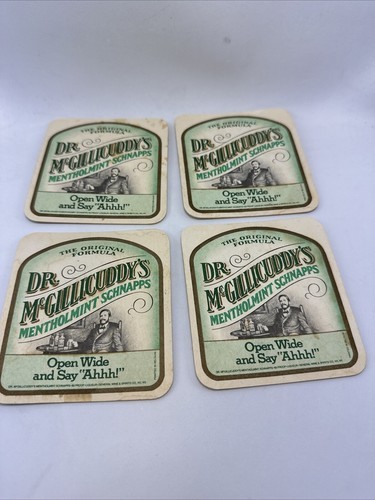 THE ORIGINAL
FORMULA
DR.
McGILLICUDDY'S
MENTHOLMINT SCHNAPPS
Open Wide
and Say "Ahhh!"
THE ORIGINAL
FORMULA
DR.
McGILLICUDDY'S
MENTHOLMINT SCHNAPPS
Open Wide
and Say "Ahhh!"
THE ORIGINAL
FORMULA
DR.
McGILLICUDDY'S
MENTHOLMINT SCHNAPPS
Open Wide
and Say "Ahhh!"
THE ORIGINAL
FORMULA
DR.
McGILLICUDDY'S
MENTHOLMINT SCHNAPPS
Open Wide
and Say "Ahhh!"